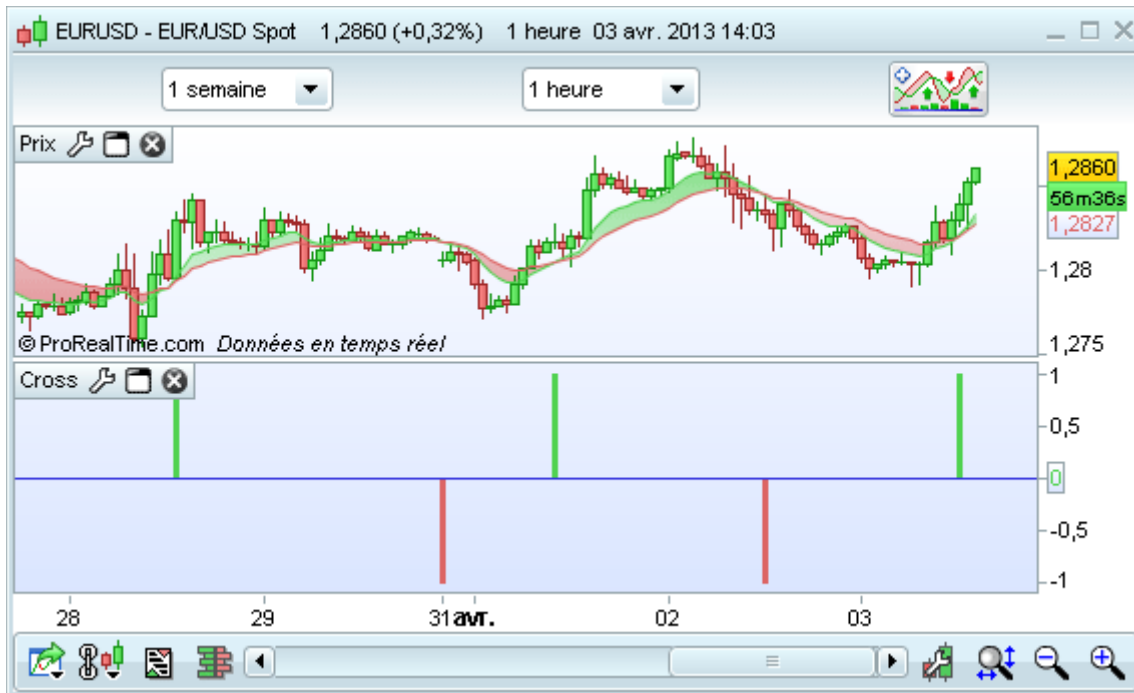 EURUSD - EUR/USD Spot 1,2860 (+0,32%) 1 heure 03 avr. 2013 14:03
1 semaine 1 heure
Prix
1,2860
56m36s
1,2827
1,28
© ProRealTime.com Données en temps réel
1,275
Cross
1
0,5
0
-0,5
-1
28 29 31 avr. 02 03